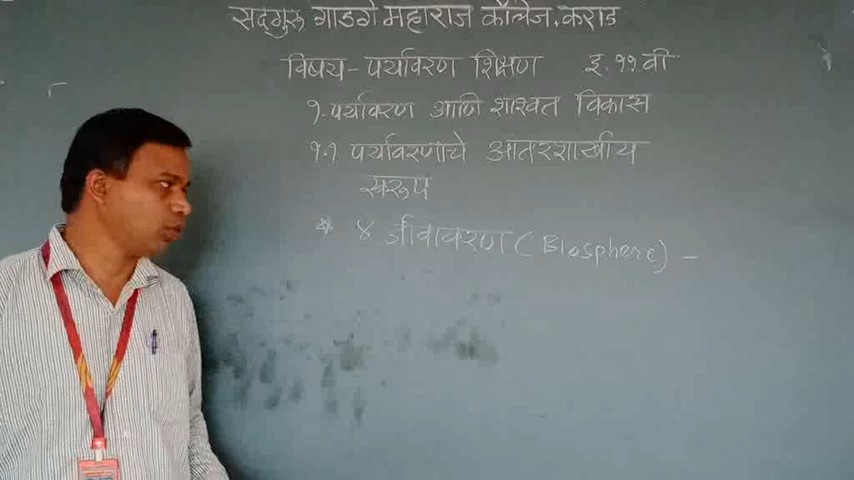 सदगुरू गाडगे महाराज कॉलेज, कराड
विषय - पर्यावरण शिक्षण इ. ११ वी
१. पर्यावरण आणि शाश्वत विकास
१.१ पर्यावरणाचे आंतरशाखीय
स्वरूप
* ४ जीवावरण (Biosphere) -